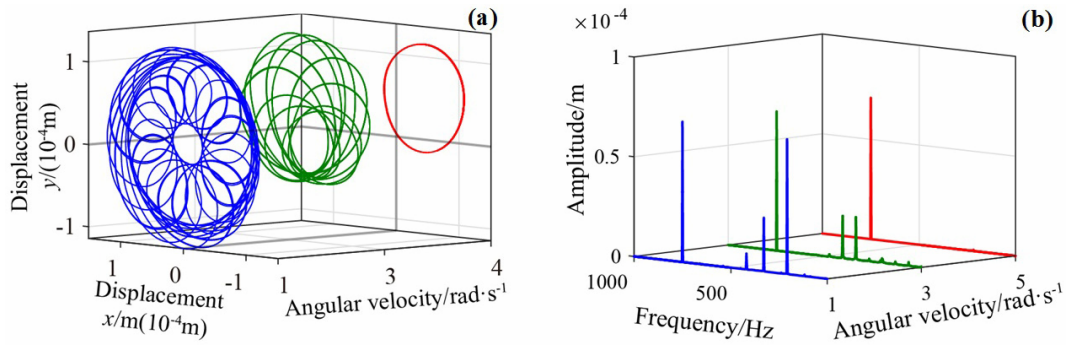 (a)
Displacement
y/(10⁻⁴m)
1
0
-1
1
0
-1
Displacement
x/m(10⁻⁴m)
1
3
4
Angular velocity/rad·s⁻¹
(b)
×10⁻⁴
Amplitude/m
1
0.5
0
1000
500
1
Frequency/Hz
3
5
Angular velocity/rad·s⁻¹